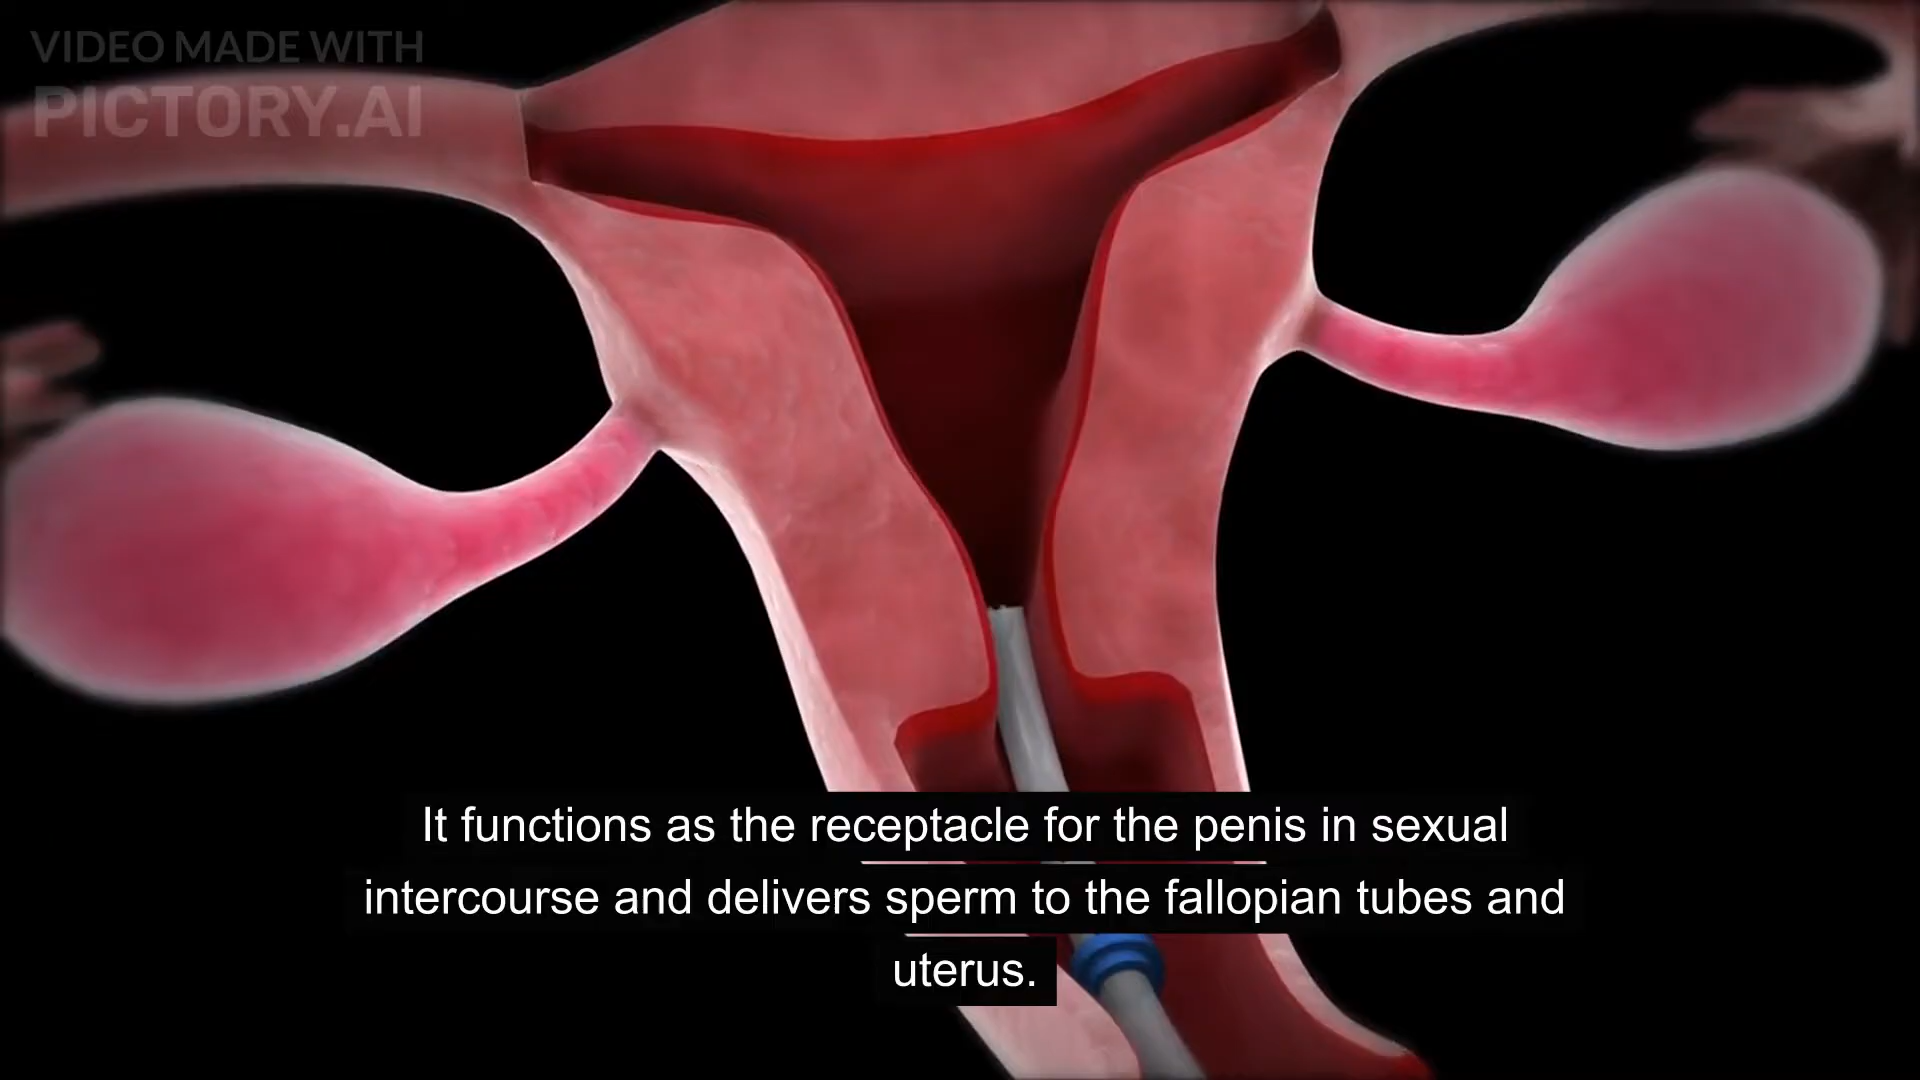 VIDEO MADE WITH
PICTORY.AI
It functions as the receptacle for the penis in sexual
intercourse and delivers sperm to the fallopian tubes and
uterus.